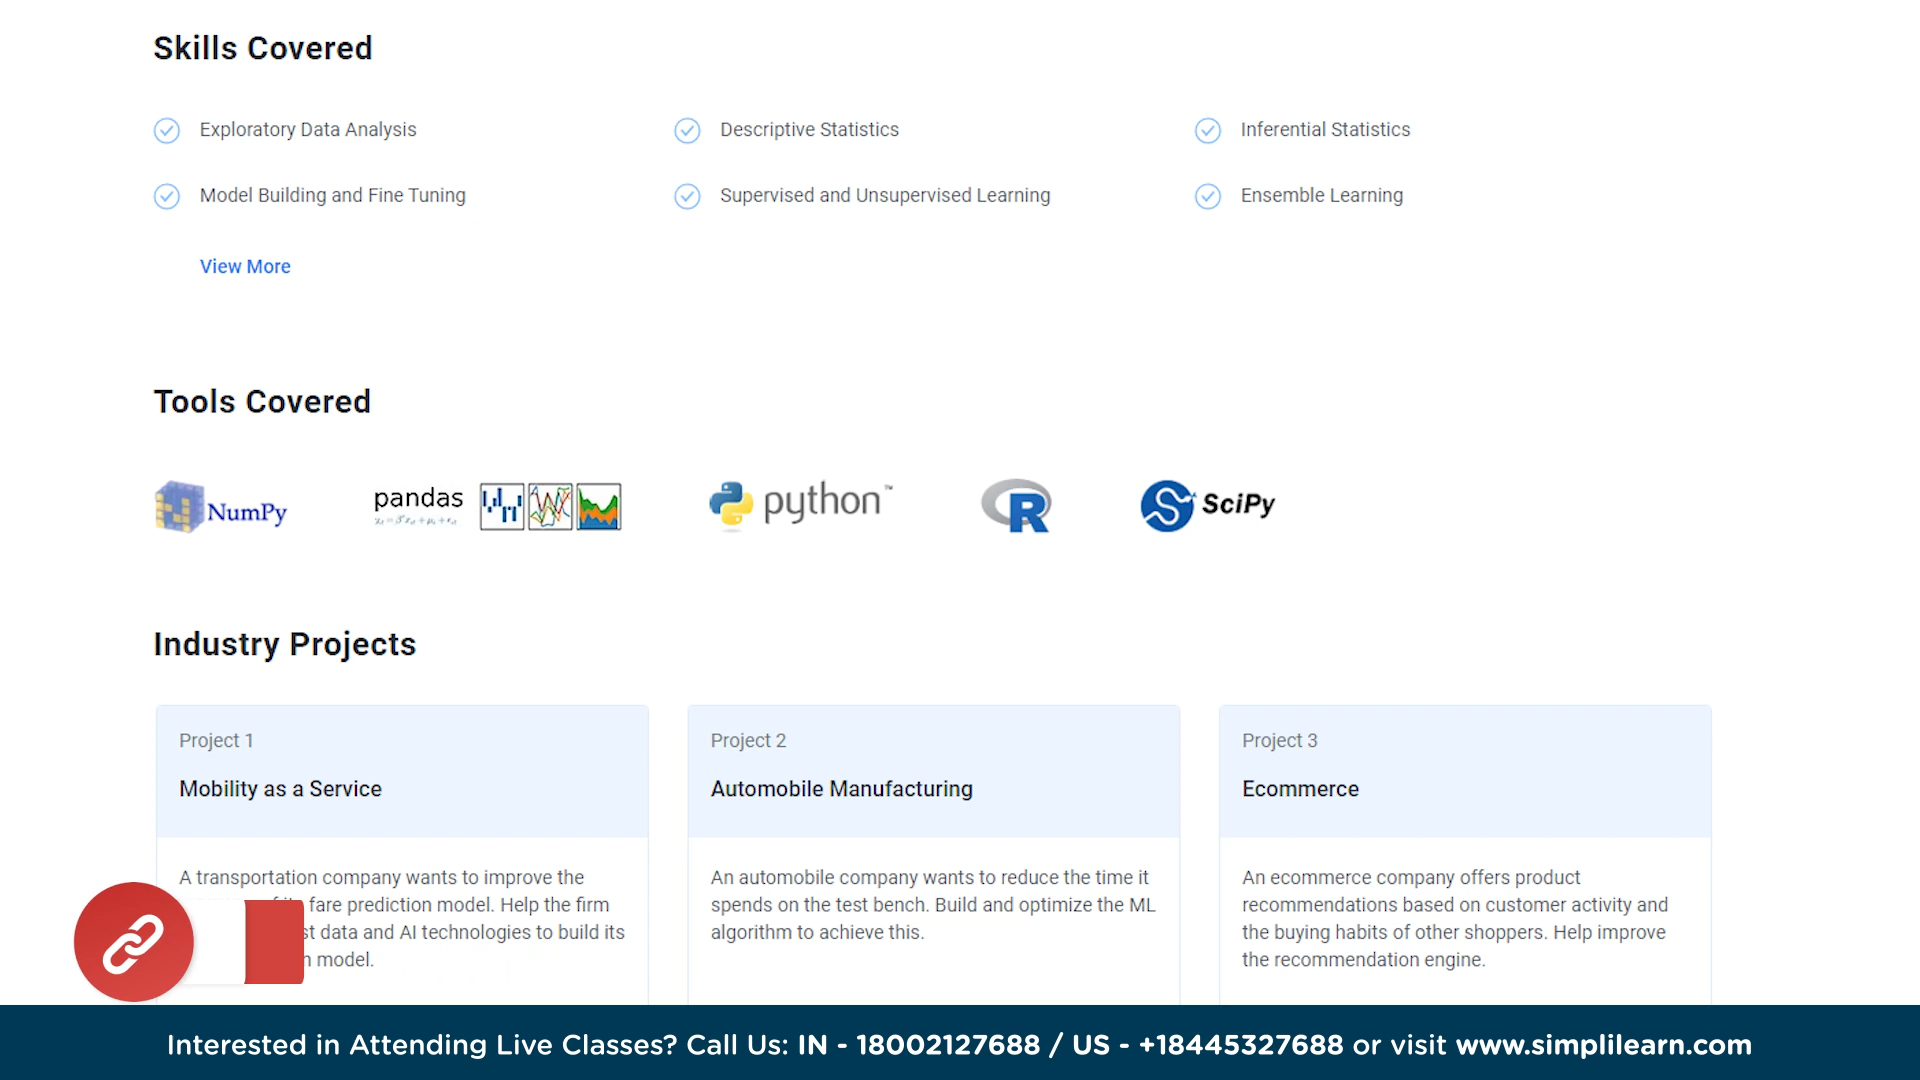 Skills Covered
Exploratory Data Analysis
Descriptive Statistics
Inferential Statistics
Model Building and Fine Tuning
Supervised and Unsupervised Learning
Ensemble Learning
View More
Tools Covered
NumPy
pandas
python™
R
SciPy
Industry Projects
Project 1
Mobility as a Service
A transportation company wants to improve the
fare prediction model. Help the firm
data and AI technologies to build its
model.
Project 2
Automobile Manufacturing
An automobile company wants to reduce the time it
spends on the test bench. Build and optimize the ML
algorithm to achieve this.
Project 3
Ecommerce
An ecommerce company offers product
recommendations based on customer activity and
the buying habits of other shoppers. Help improve
the recommendation engine.
Interested in Attending Live Classes? Call Us: IN - 18002127688 / US - +18445327688 or visit www.simplilearn.com